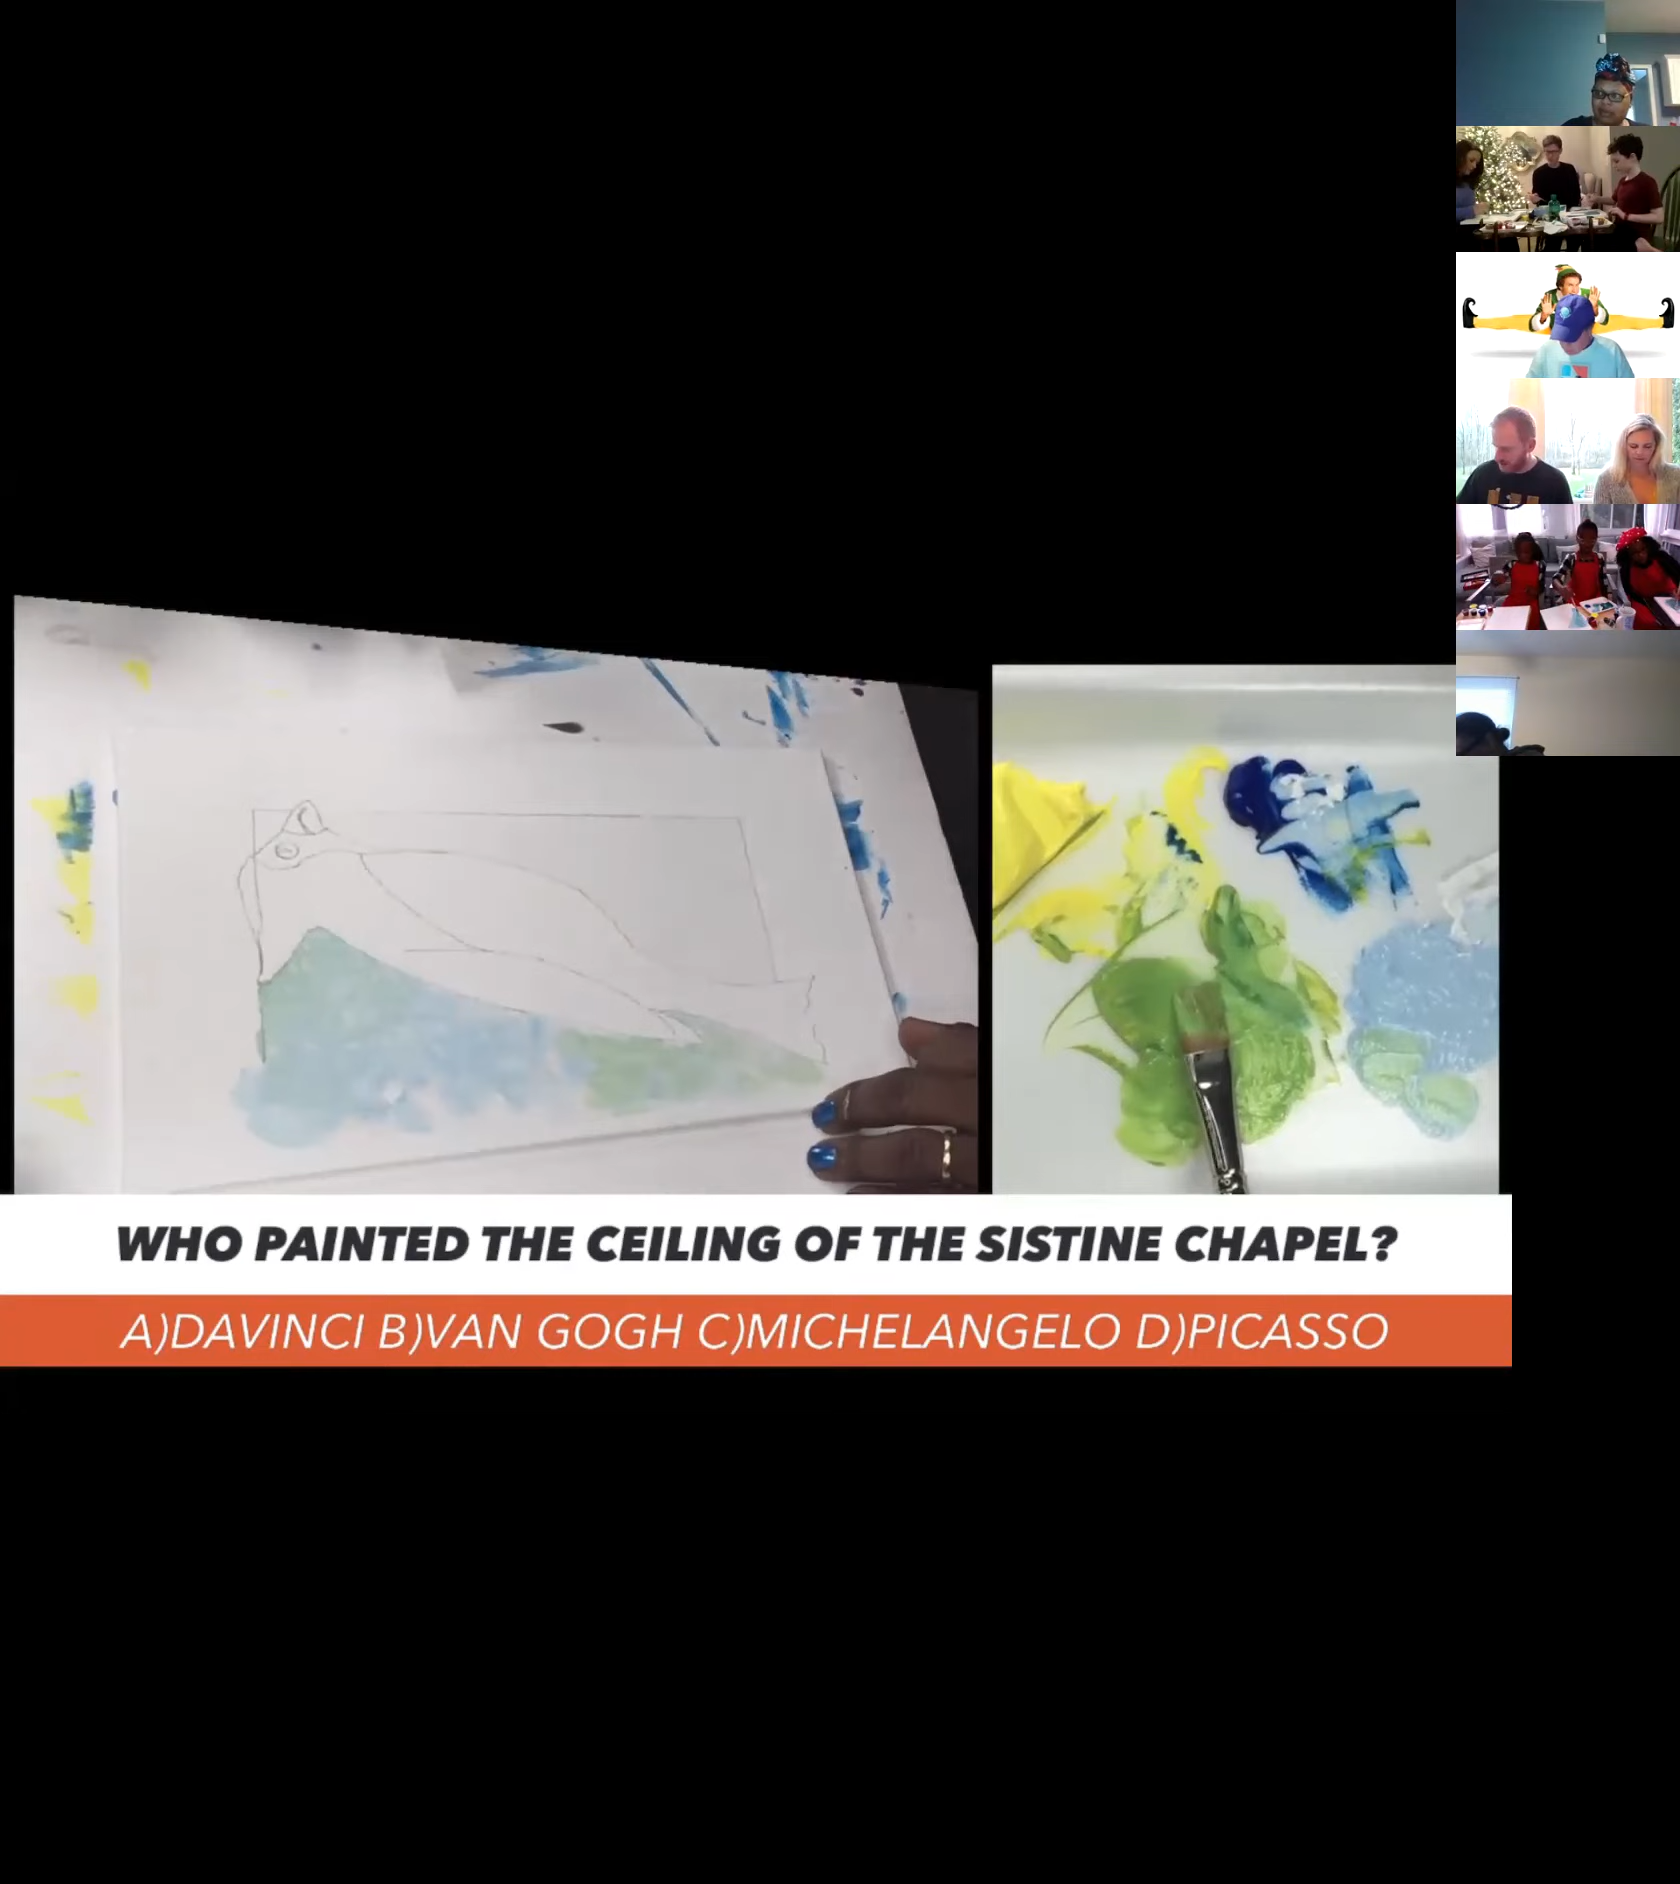 WHO PAINTED THE CEILING OF THE SISTINE CHAPEL?
A)DAVINCI B)VAN GOGH C)MICHELANGELO D)PICASSO